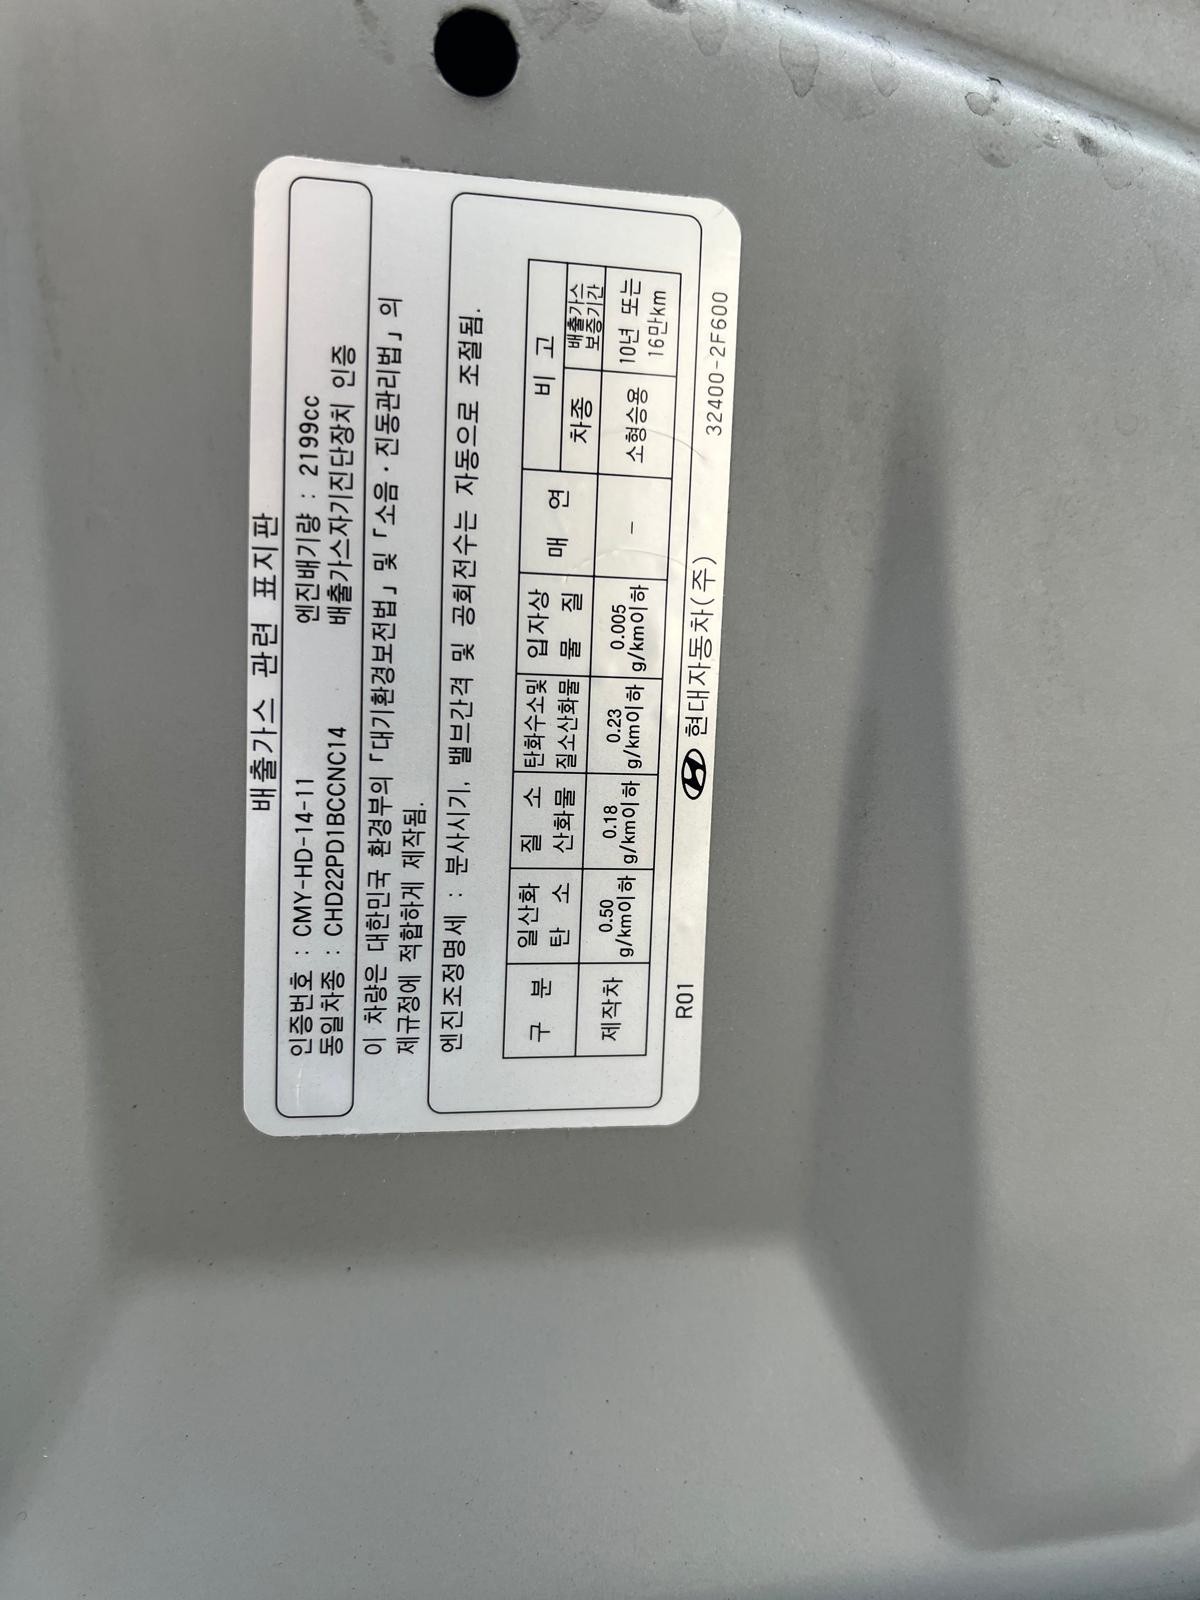 배출가스 관련 표지판
인증번호 : CMY-HD-14-11 엔진배기량 : 2199cc
동일차종 : CHD22PD1BCCNC14 배출가스자기진단장치 인증
이 차량은 대한민국 환경부의 「대기환경보전법」 및 「소음·진동관리법」의
제규정에 적합하게 제작됨.
엔진조정명세 : 분사시기, 밸브간격 및 공회전수는 자동으로 조절됨.
구 분 일산화 탄 소 질 소 산화물 탄화수소및 질소산화물 입자상 물 질 매 연 비 고
차종 배출가스 보증기간
제작차 0.50 g/km이하 0.18 g/km이하 0.23 g/km이하 0.005 g/km이하 - 소형승용 10년 또는 16만km
R01 현대자동차(주) 32400-2F600